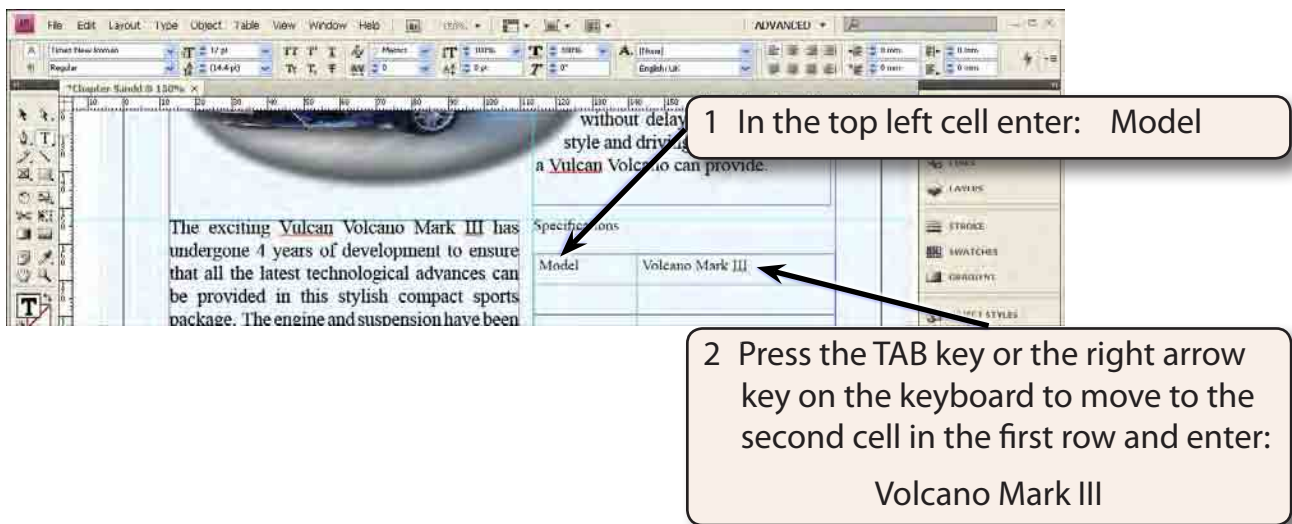 File Edit Layout Type Object Table View Window Help ADVANCED
Times New Roman
Regular
(14.4 pt)
English: UK
*Chapter
without delay
style and driving
a Vulcan Volcano can provide.
1 In the top left cell enter: Model
LAYERS
STROKE
SWATCHES
GRADIENT
STYLES
The exciting Vulcan Volcano Mark III has
undergone 4 years of development to ensure
that all the latest technological advances can
be provided in this stylish compact sports
package. The engine and suspension have been
Specifications
Model Volcano Mark III
2 Press the TAB key or the right arrow
key on the keyboard to move to the
second cell in the first row and enter:
Volcano Mark III